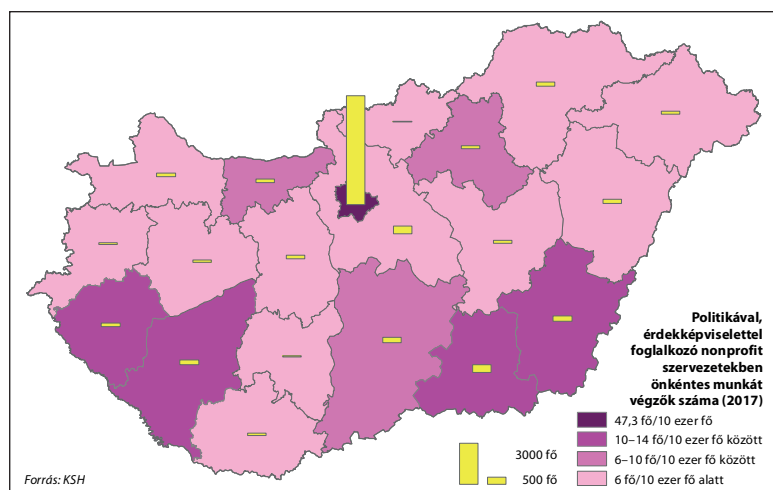 Politikával,
érdekképviselettel
foglalkozó nonprofit
szervezetekben
önkéntes munkát
végzők száma (2017)
47,3 fő/10 ezer fő
10–14 fő/10 ezer fő között
6–10 fő/10 ezer fő között
6 fő/10 ezer fő alatt
3000 fő
500 fő
Forrás: KSH